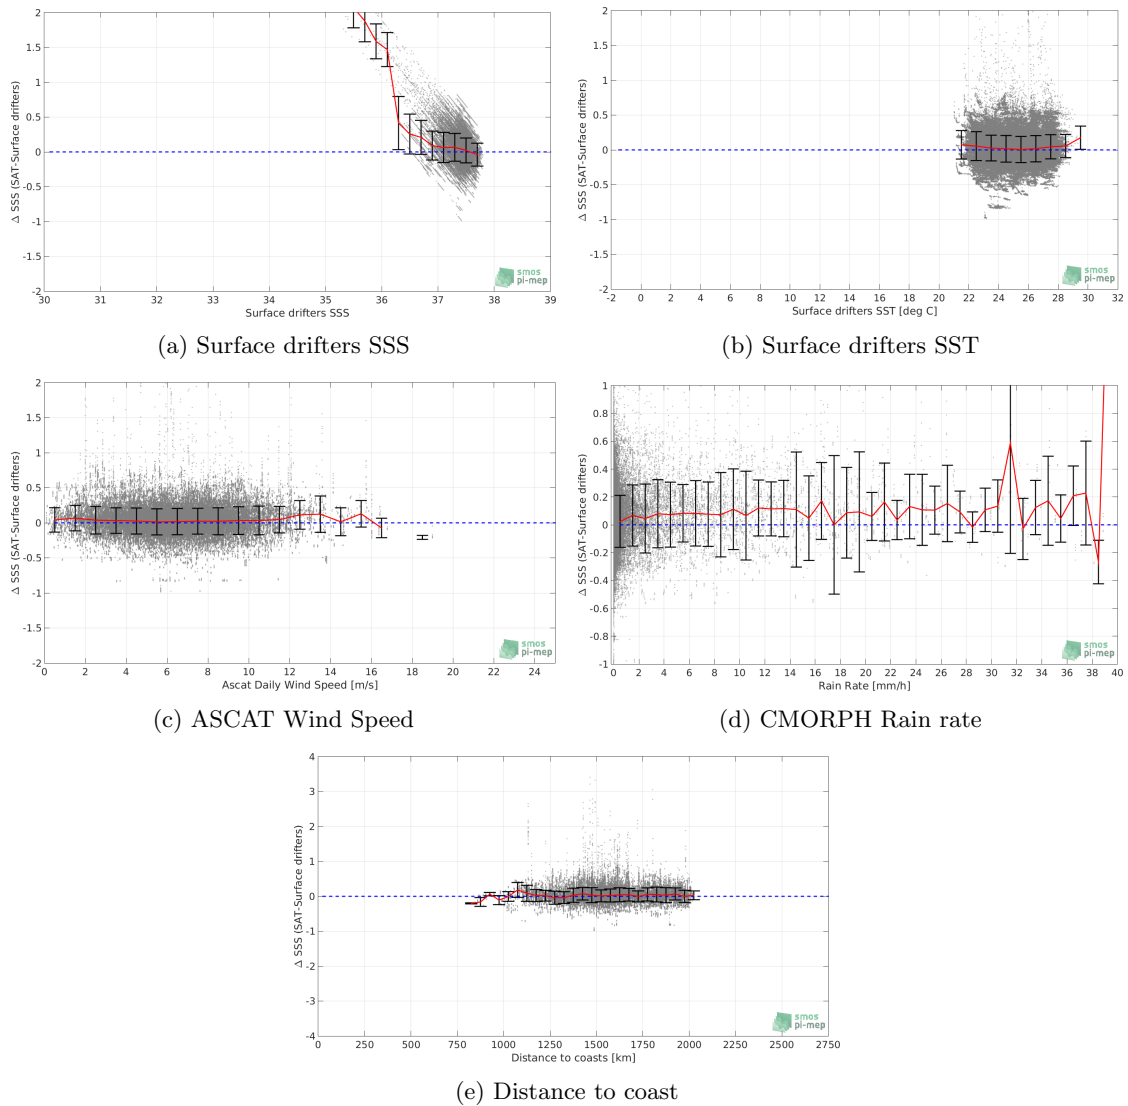 2
1.5
1
0.5
0
-0.5
-1
-1.5
-2
Δ SSS (SAT-Surface drifters)
30 31 32 33 34 35 36 37 38 39
Surface drifters SSS
smos
pi-mep
(a) Surface drifters SSS
2
1.5
1
0.5
0
-0.5
-1
-1.5
-2
Δ SSS (SAT-Surface drifters)
-2 0 2 4 6 8 10 12 14 16 18 20 22 24 26 28 30 32
Surface drifters SST [deg C]
smos
pi-mep
(b) Surface drifters SST
2
1.5
1
0.5
0
-0.5
-1
-1.5
-2
Δ SSS (SAT-Surface drifters)
0 2 4 6 8 10 12 14 16 18 20 22 24
Ascat Daily Wind Speed [m/s]
smos
pi-mep
(c) ASCAT Wind Speed
1
0.8
0.6
0.4
0.2
0
-0.2
-0.4
-0.6
-0.8
-1
Δ SSS (SAT-Surface drifters)
0 2 4 6 8 10 12 14 16 18 20 22 24 26 28 30 32 34 36 38 40
Rain Rate [mm/h]
smos
pi-mep
(d) CMORPH Rain rate
4
3
2
1
0
-1
-2
-3
-4
Δ SSS (SAT-Surface drifters)
0 250 500 750 1000 1250 1500 1750 2000 2250 2500 2750
Distance to coasts [km]
smos
pi-mep
(e) Distance to coast